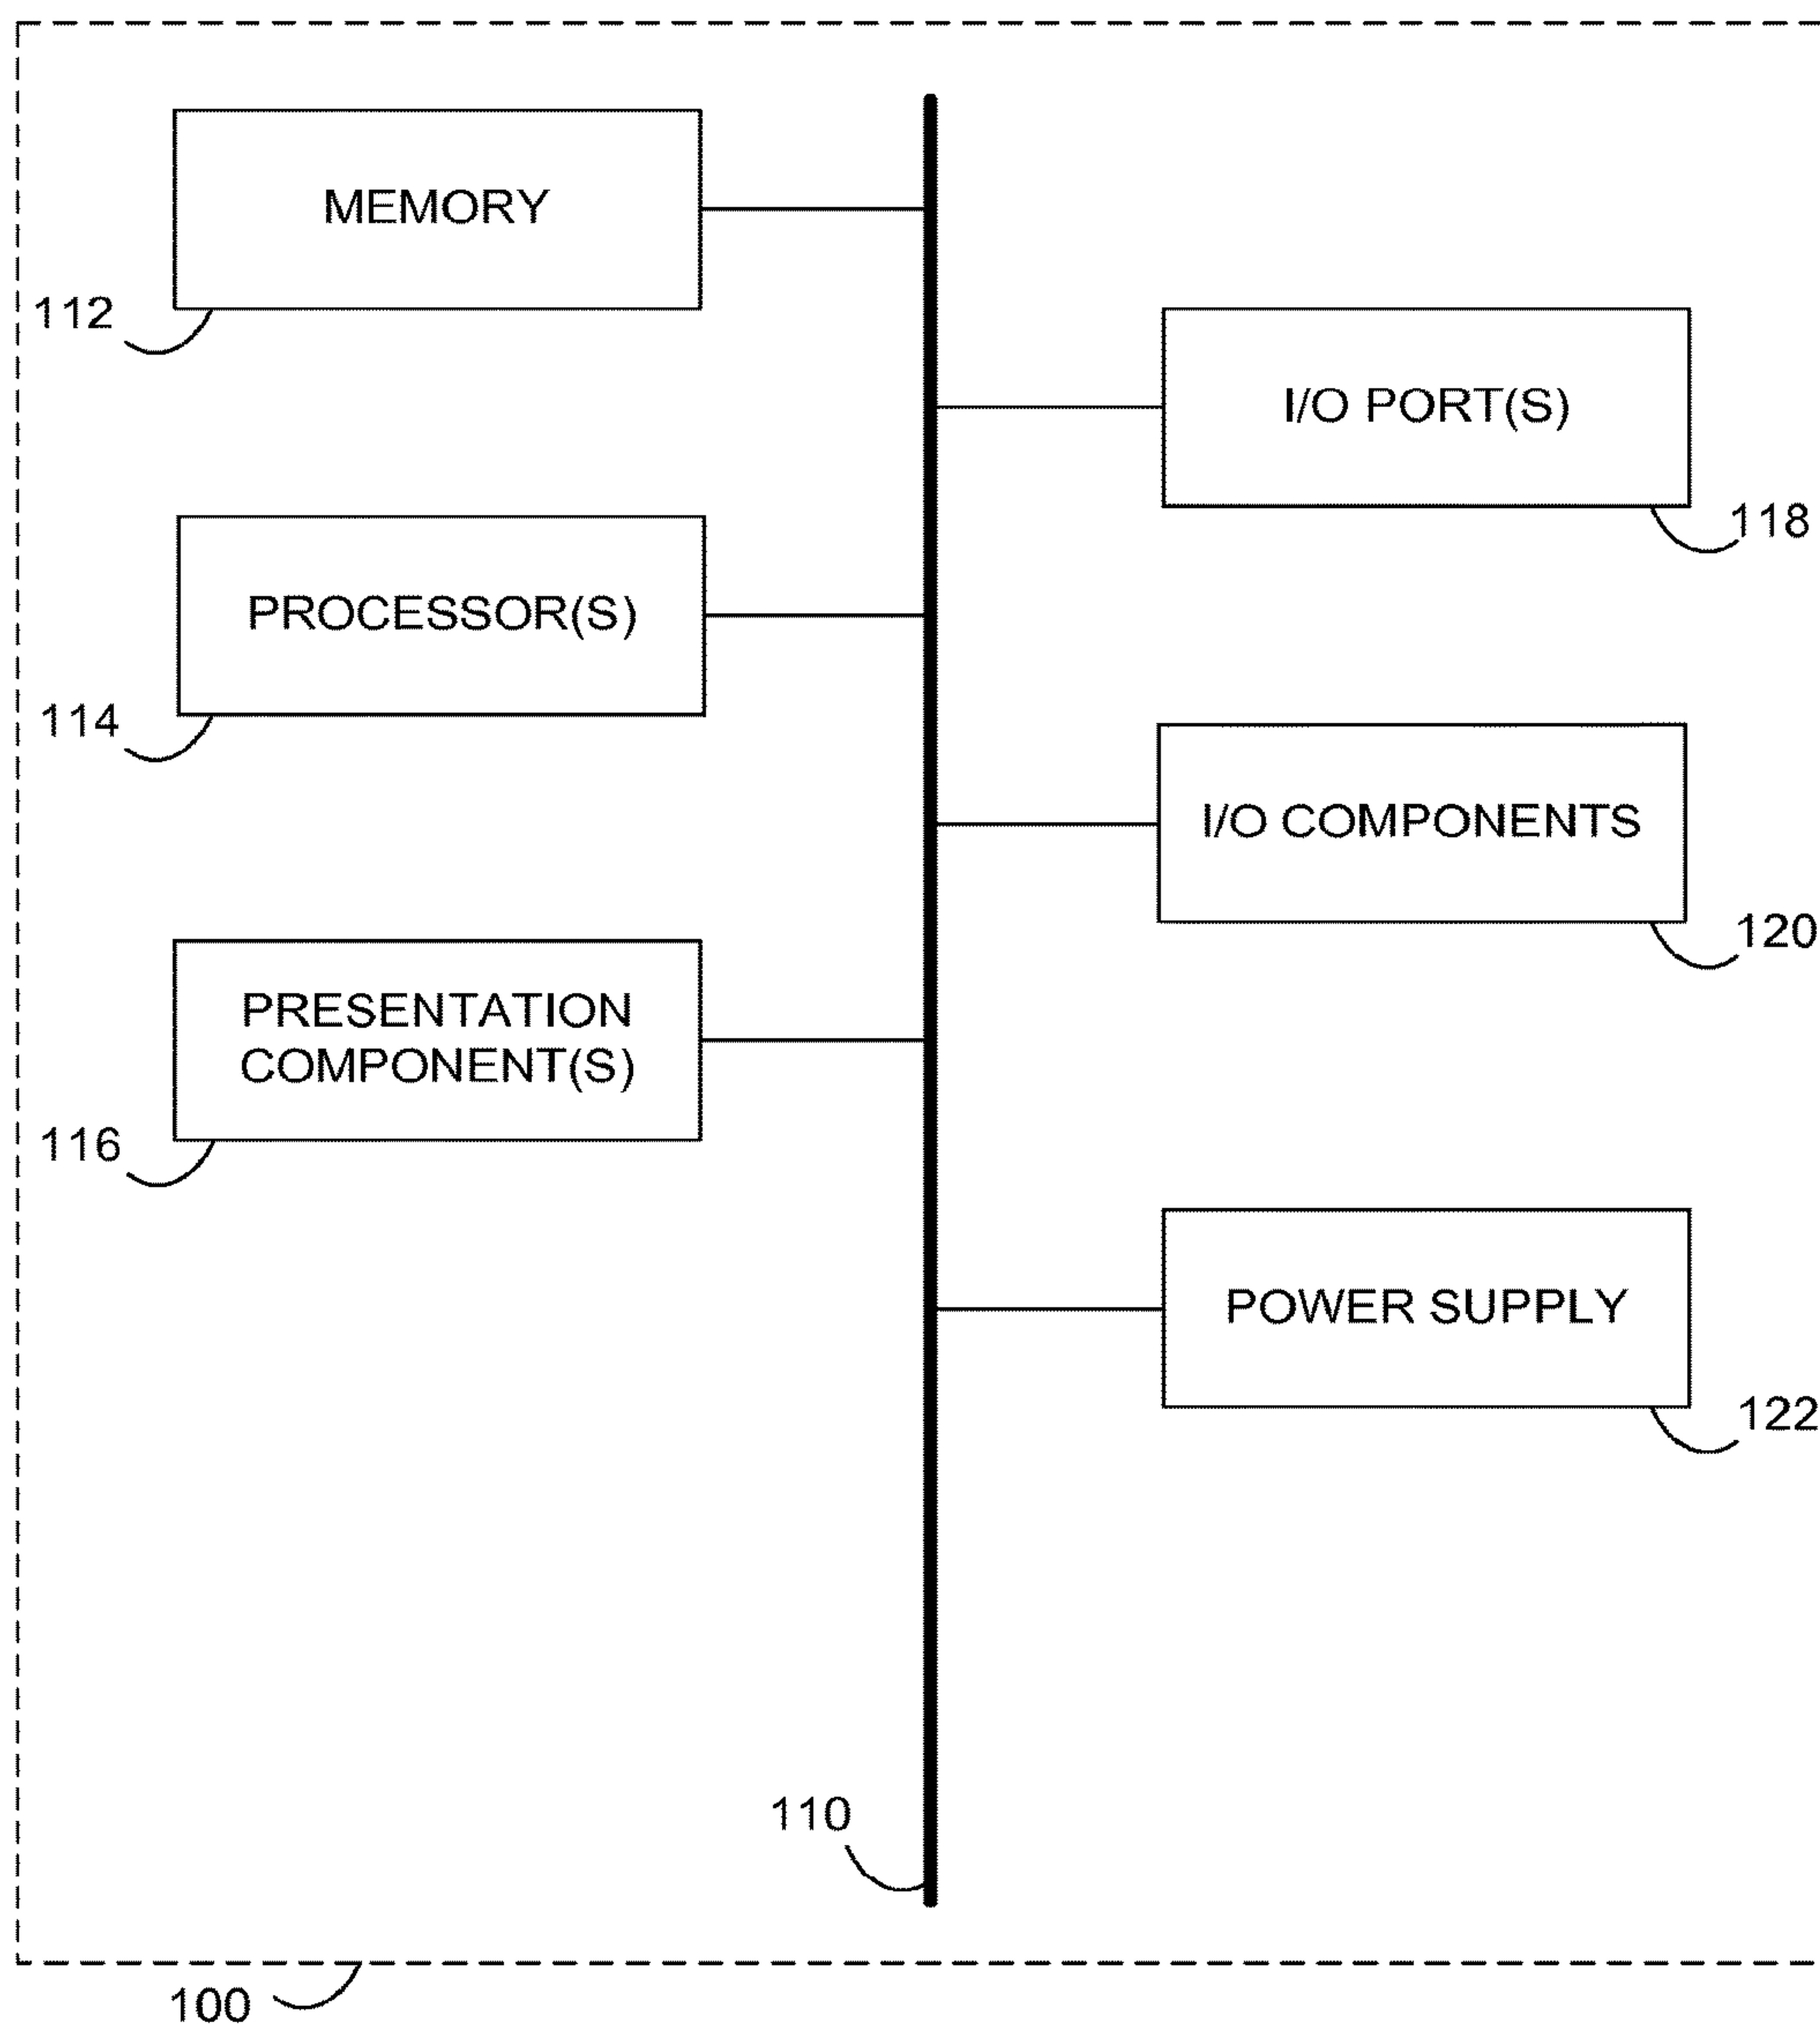 MEMORY
112
I/O PORT(S)
118
PROCESSOR(S)
114
I/O COMPONENTS
120
PRESENTATION
COMPONENT(S)
116
POWER SUPPLY
122
110
100